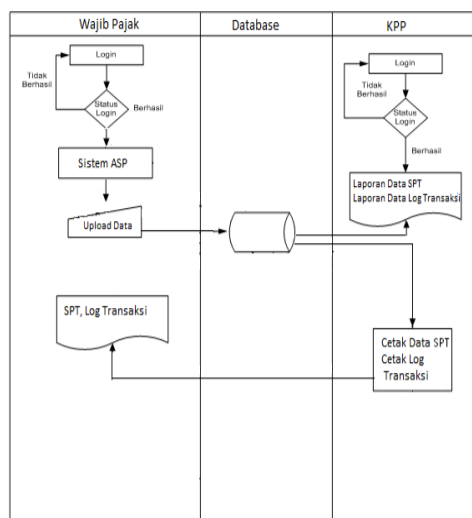 Wajib Pajak
Database
KPP
Login
Tidak
Berhasil
Status
Login
Berhasil
Sistem ASP
Upload Data
SPT, Log Transaksi
Login
Tidak
Berhasil
Status
Login
Berhasil
Laporan Data SPT
Laporan Data Log Transaksi
Cetak Data SPT
Cetak Log
Transaksi